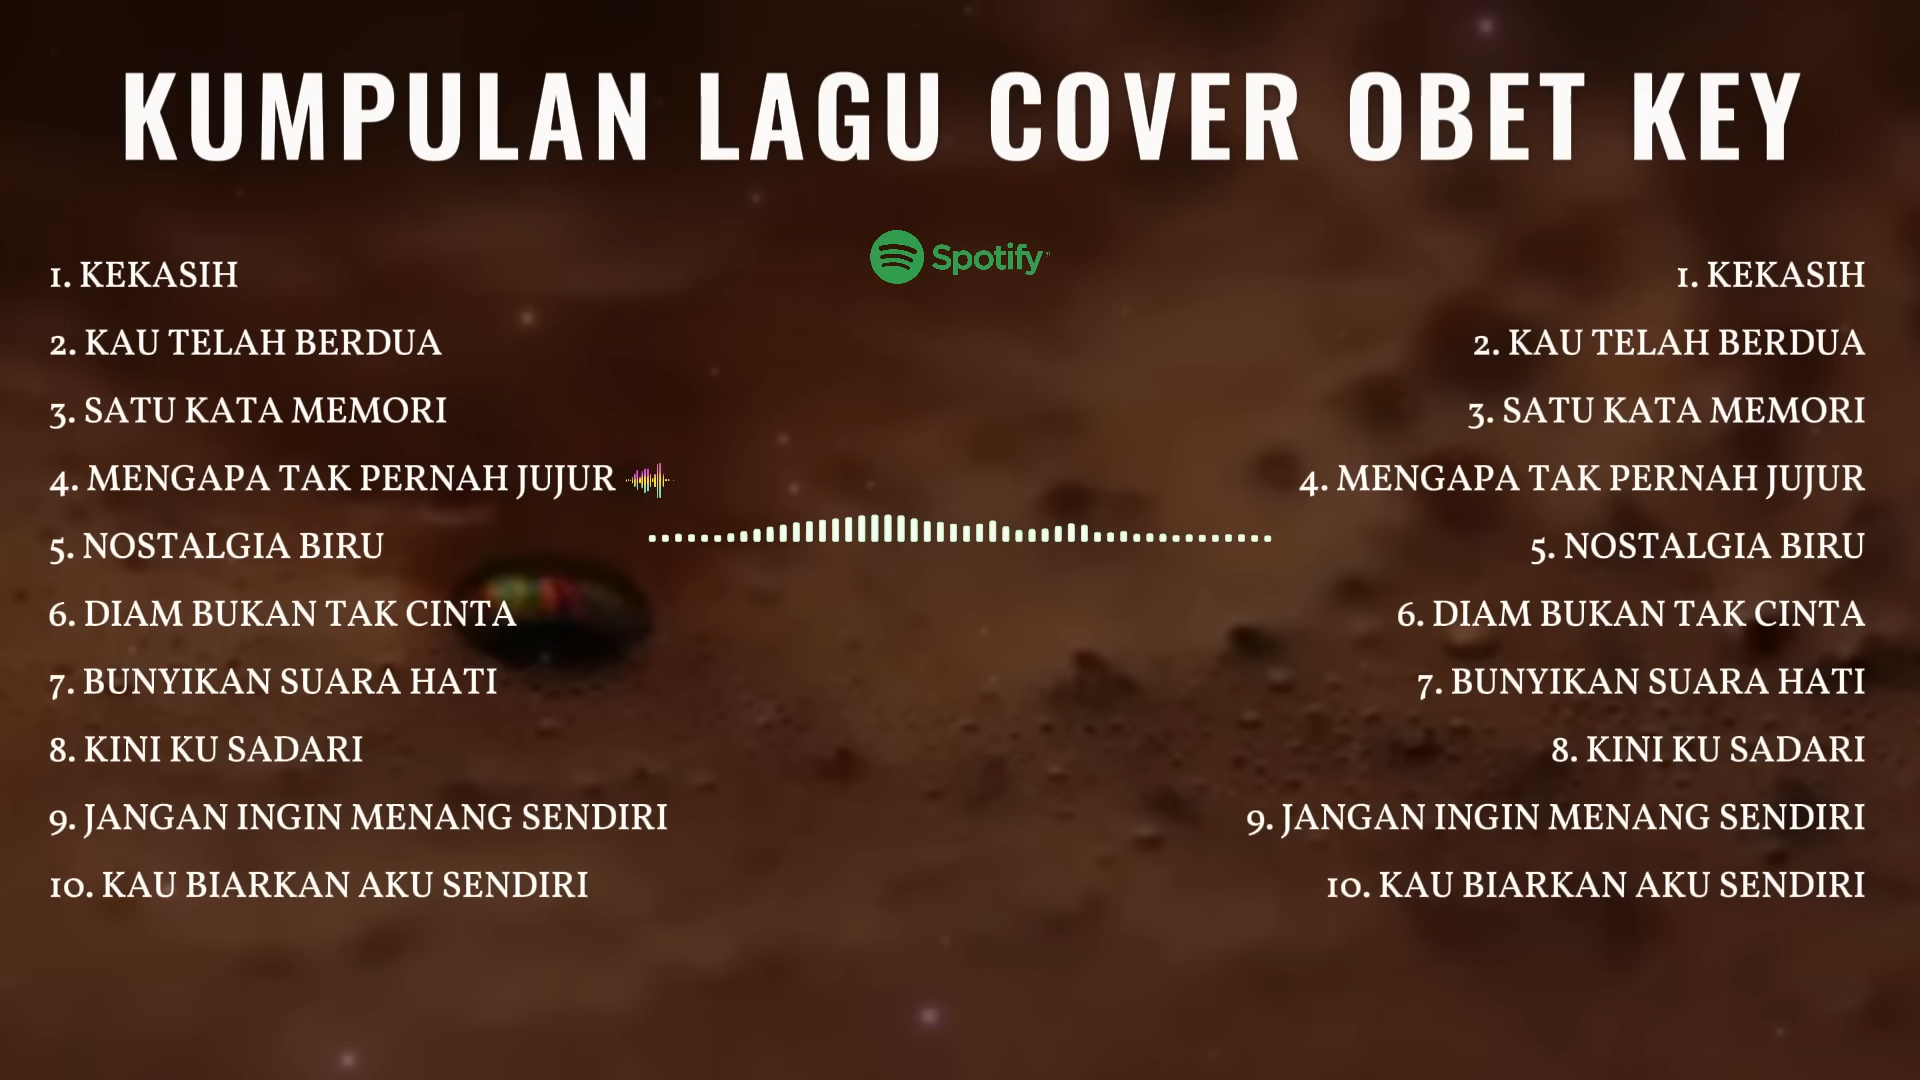 KUMPULAN LAGU COVER OBET KEY
Spotify
1. KEKASIH
2. KAU TELAH BERDUA
3. SATU KATA MEMORI
4. MENGAPA TAK PERNAH JUJUR
5. NOSTALGIA BIRU
6. DIAM BUKAN TAK CINTA
7. BUNYIKAN SUARA HATI
8. KINI KU SADARI
9. JANGAN INGIN MENANG SENDIRI
10. KAU BIARKAN AKU SENDIRI
1. KEKASIH
2. KAU TELAH BERDUA
3. SATU KATA MEMORI
4. MENGAPA TAK PERNAH JUJUR
5. NOSTALGIA BIRU
6. DIAM BUKAN TAK CINTA
7. BUNYIKAN SUARA HATI
8. KINI KU SADARI
9. JANGAN INGIN MENANG SENDIRI
10. KAU BIARKAN AKU SENDIRI